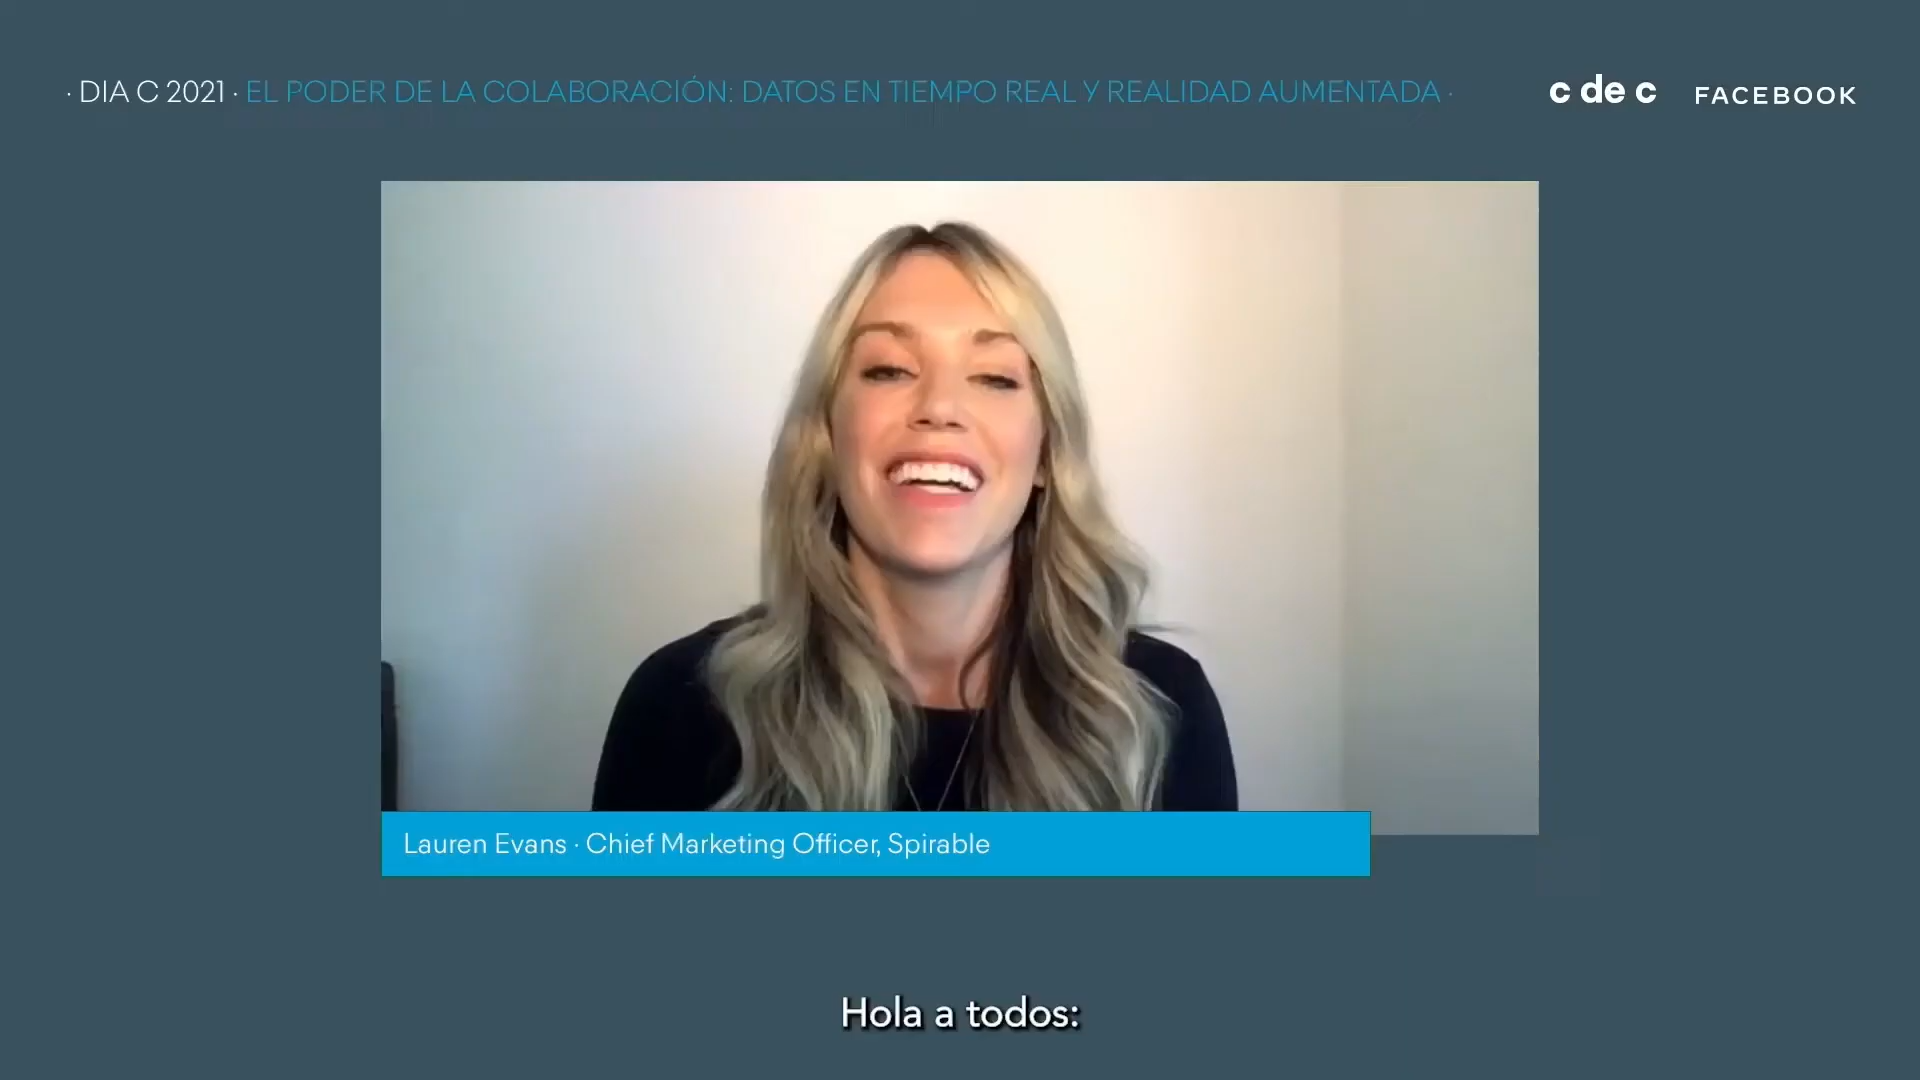 · DIA C 2021 · EL PODER DE LA COLABORACIÓN: DATOS EN TIEMPO REAL Y REALIDAD AUMENTADA ·
c de c
FACEBOOK
Lauren Evans · Chief Marketing Officer, Spirable
Hola a todos: